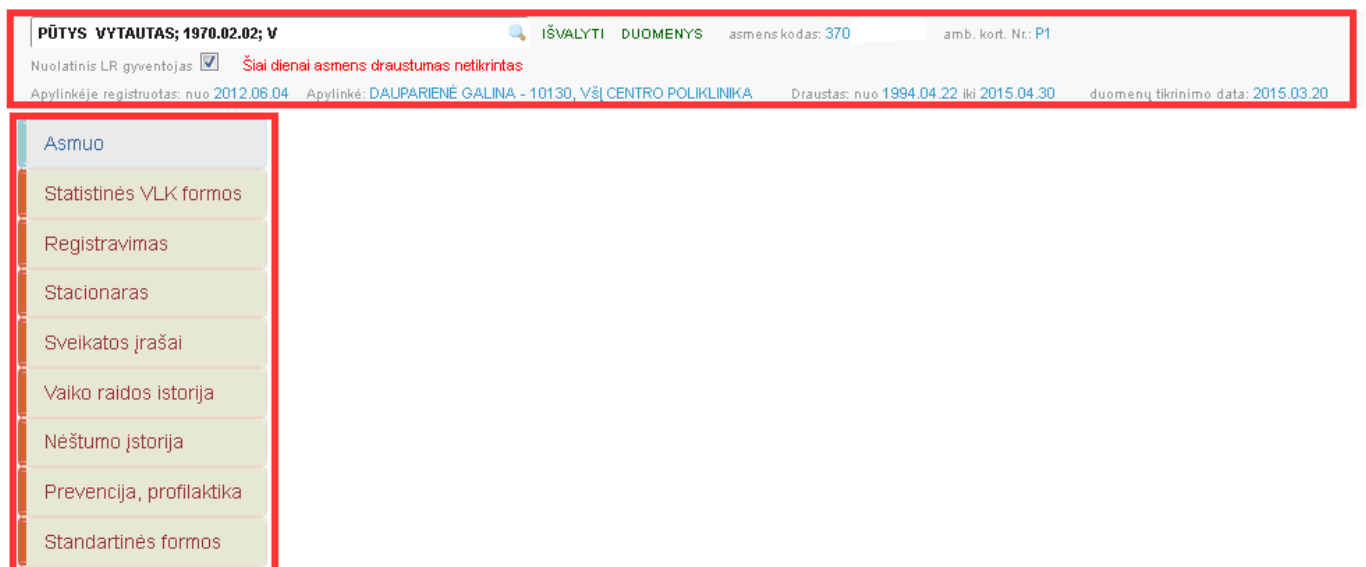 PŪTYS VYTAUTAS; 1970.02.02; V IŠVALYTI DUOMENYS asmens kodas: 370 amb. kort. Nr.: P1
Nuolatinis LR gyventojas Šiai dienai asmens draustumas netikrintas
Apylinkėje registruotas: nuo 2012.06.04 Apylinkė: DAUPARIENĖ GALINA - 10130, VšĮ CENTRO POLIKLINIKA Draustas: nuo 1994.04.22 iki 2015.04.30 duomenų tikrinimo data: 2015.03.20
Asmuo
Statistinės VLK formos
Registravimas
Stacionaras
Sveikatos įrašai
Vaiko raidos istorija
Nėštumo įstorija
Prevencija, profilaktika
Standartinės formos